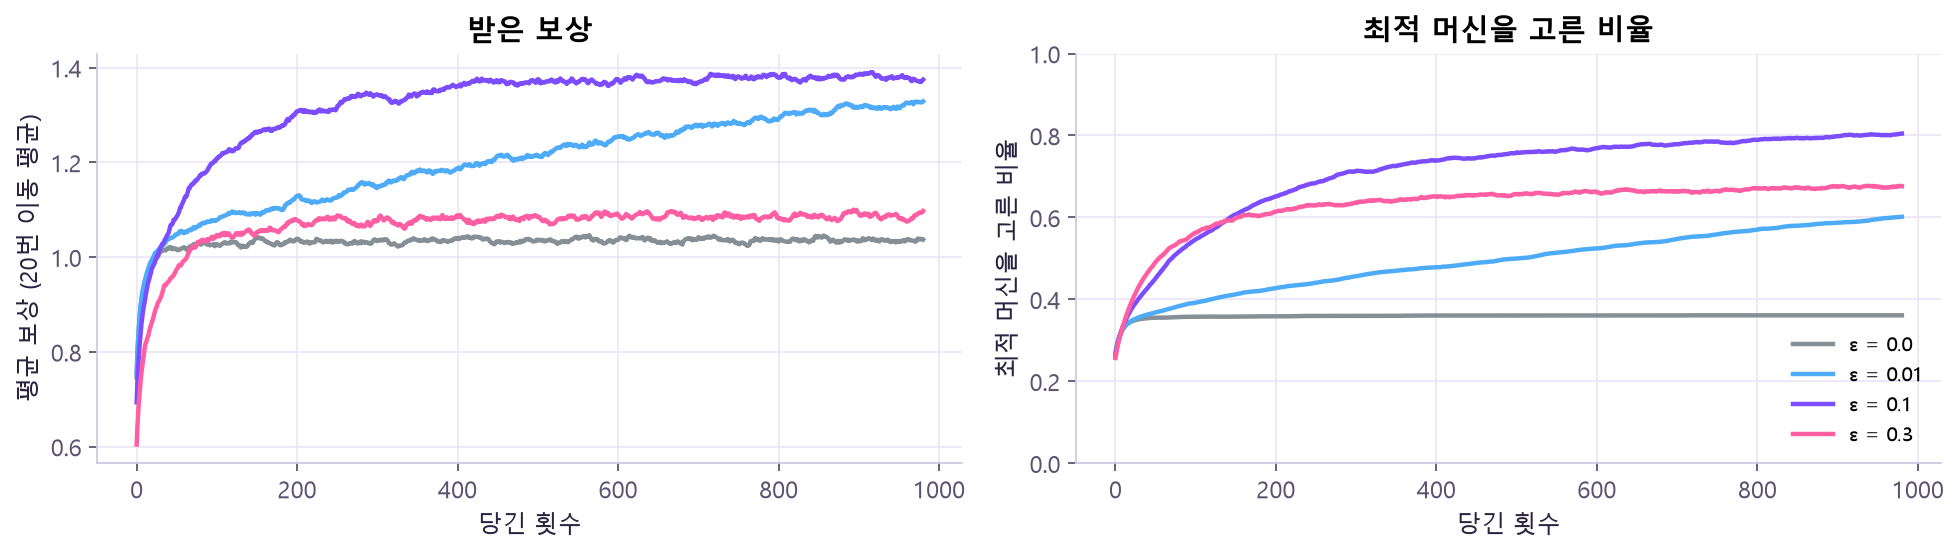 받은 보상
평균 보상 (20번 이동 평균)
1.4
1.2
1.0
0.8
0.6
0
200
400
600
800
1000
당긴 횟수
최적 머신을 고른 비율
최적 머신을 고른 비율
1.0
0.8
0.6
0.4
0.2
0.0
ε = 0.0
ε = 0.01
ε = 0.1
ε = 0.3
0
200
400
600
800
1000
당긴 횟수